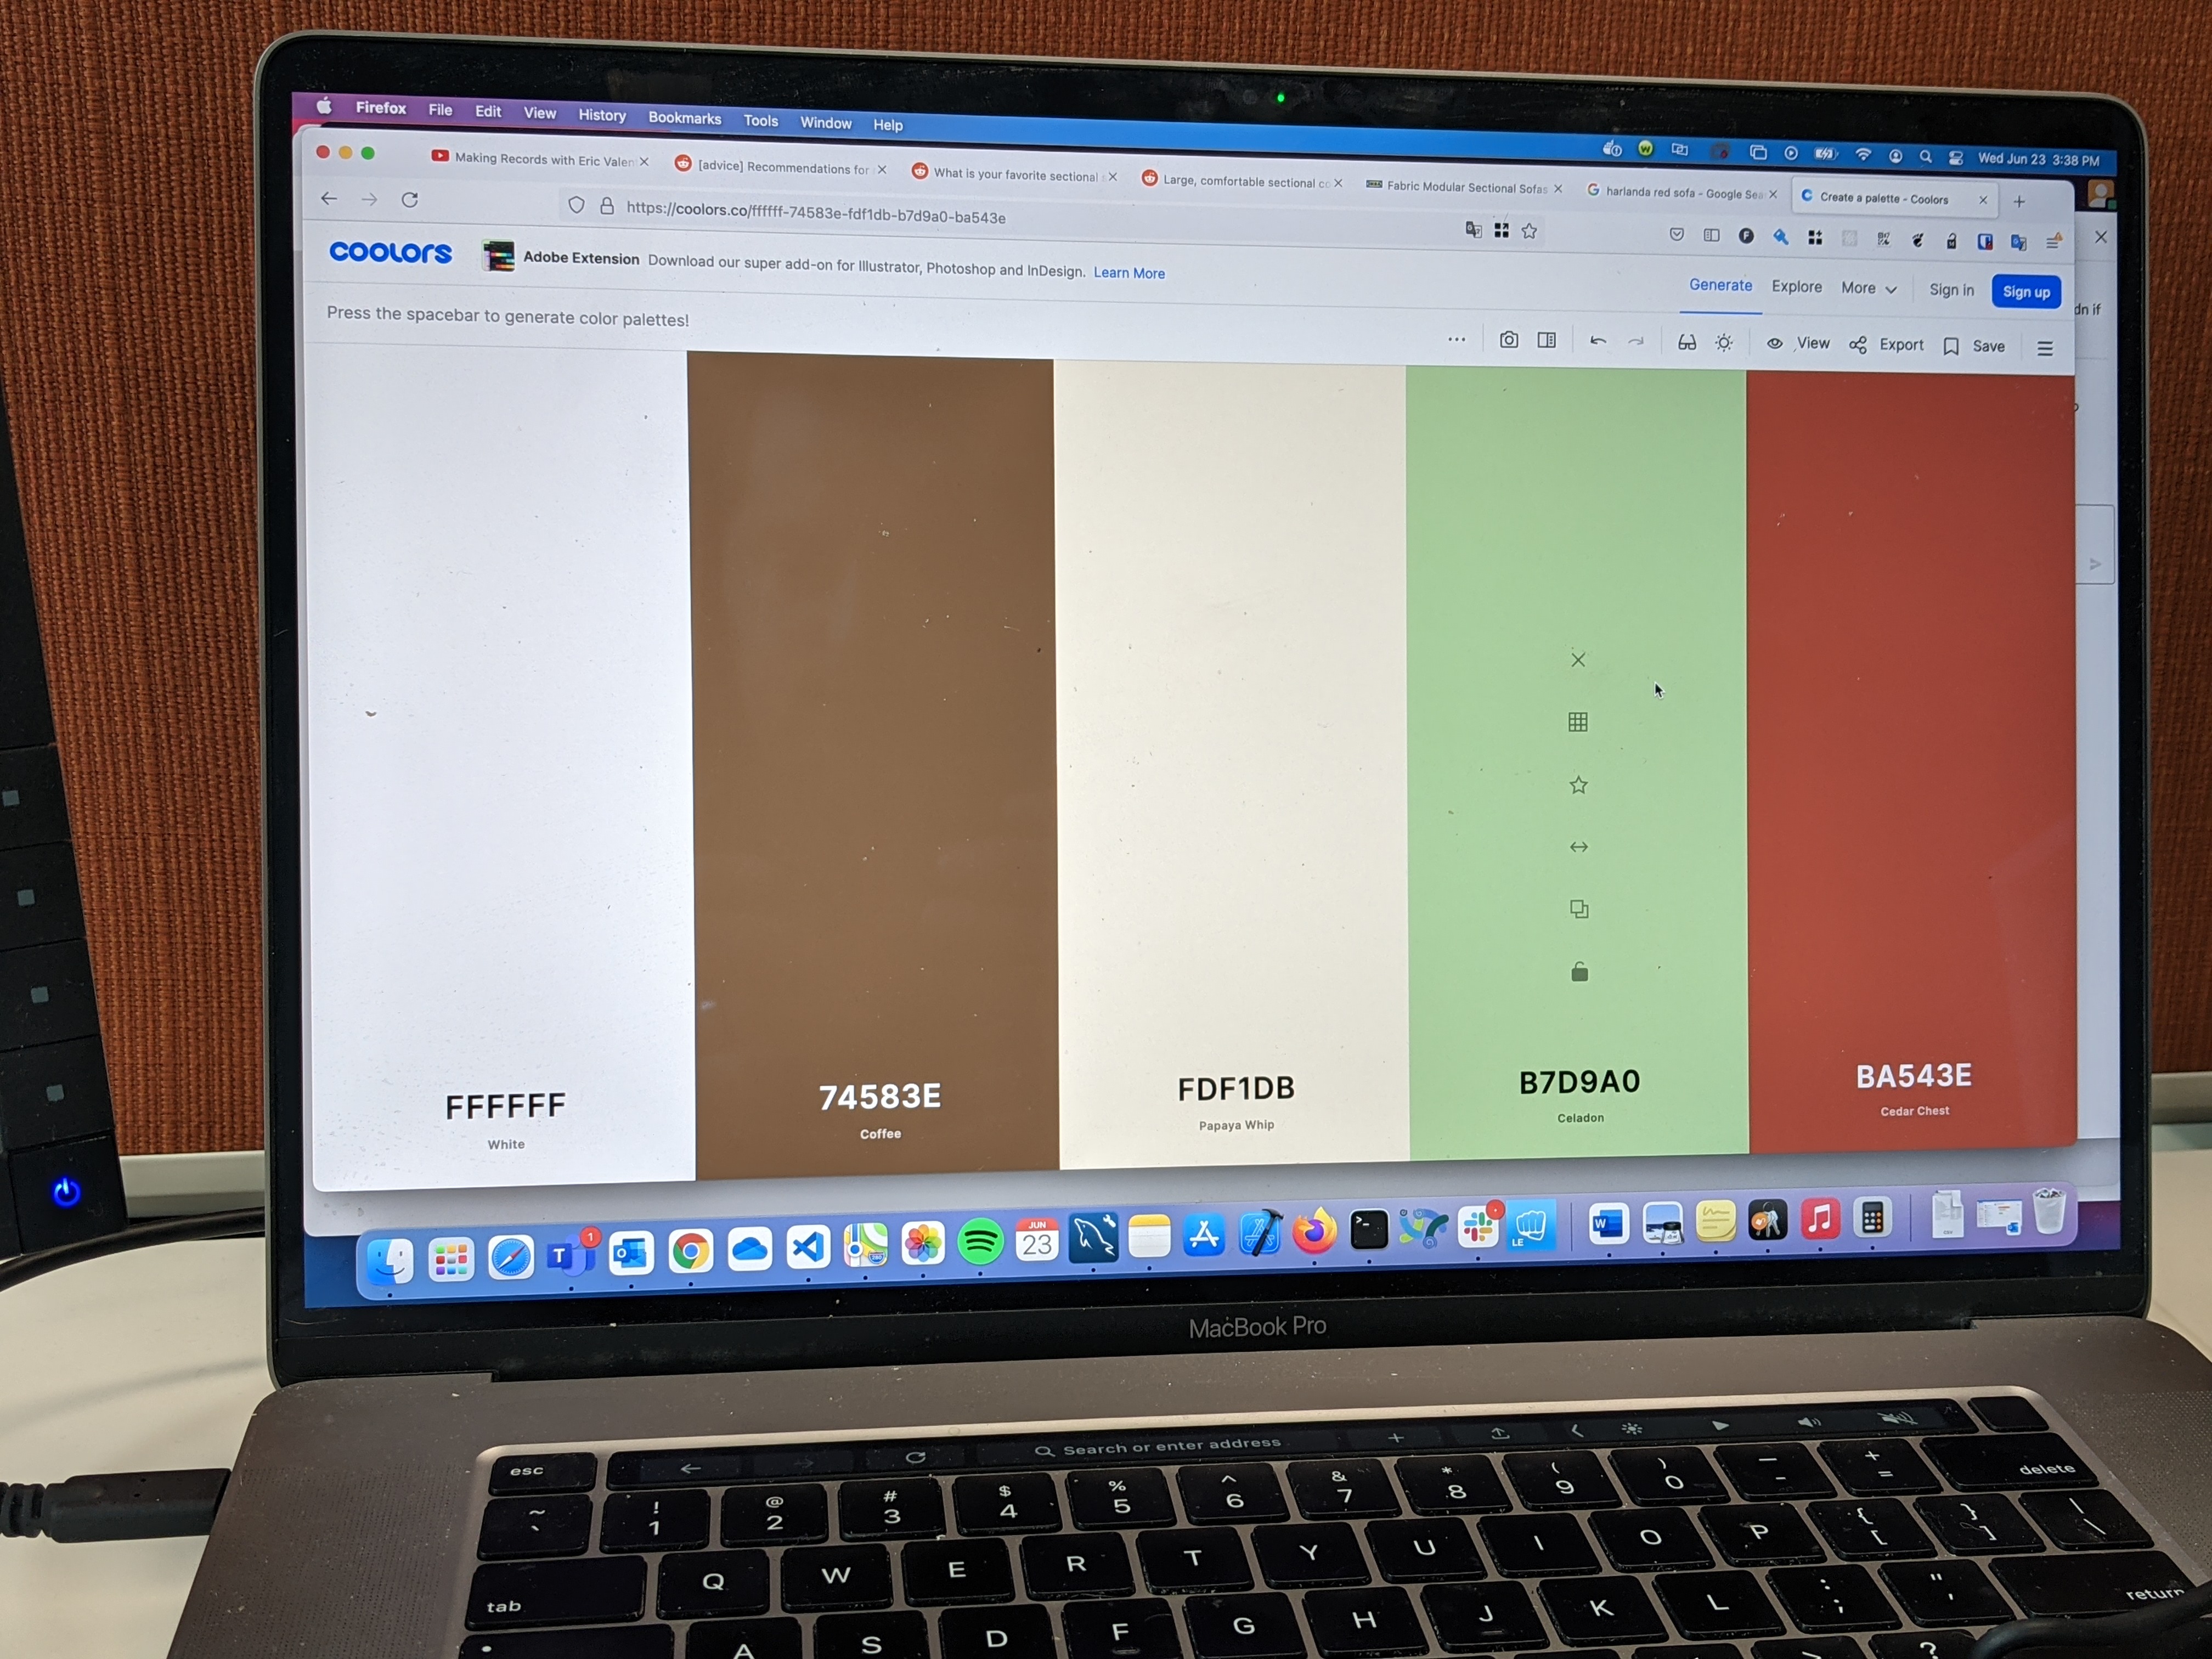 Firefox File Edit View History Bookmarks Tools Window Help
Wed Jun 23 3:38 PM
Making Records with Eric Valen
[advice] Recommendations for
What is your favorite sectional
Large, comfortable sectional co
Fabric Modular Sectional Sofas
harlanda red sofa - Google Sea
Create a palette - Coolors
https://coolors.co/ffffff-74583e-fdf1db-b7d9a0-ba543e
coolors
Adobe Extension Download our super add-on for Illustrator, Photoshop and InDesign. Learn More
Generate Explore More Sign in Sign up
dn if
Press the spacebar to generate color palettes!
View Export Save
FFFFFF
White
74583E
Coffee
FDF1DB
Papaya Whip
B7D9A0
Celadon
BA543E
Cedar Chest
1
JUN
23
LE
MacBook Pro
esc
Search or enter address
~ ` ! 1 @ 2 # 3 $ 4 % 5 ^ 6 & 7 * 8 ( 9 ) 0 _ - + = delete
tab Q W E R T Y U I O P { [ } ] | \
A S D F G H J K L : ; " ' return
?